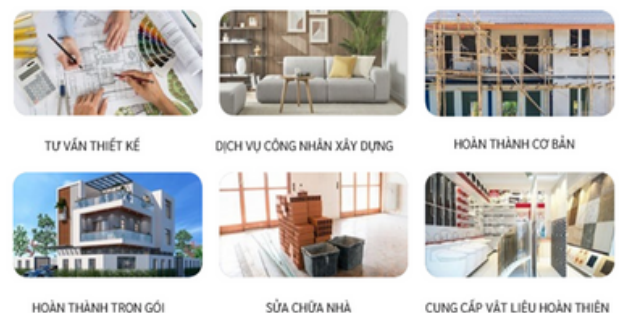 TƯ VẤN THIẾT KẾ
DỊCH VỤ CÔNG NHÂN XÂY DỰNG
HOÀN THÀNH CƠ BẢN
HOÀN THÀNH TRỌN GÓI
SỬA CHỮA NHÀ
CUNG CẤP VẬT LIỆU HOÀN THIỆN